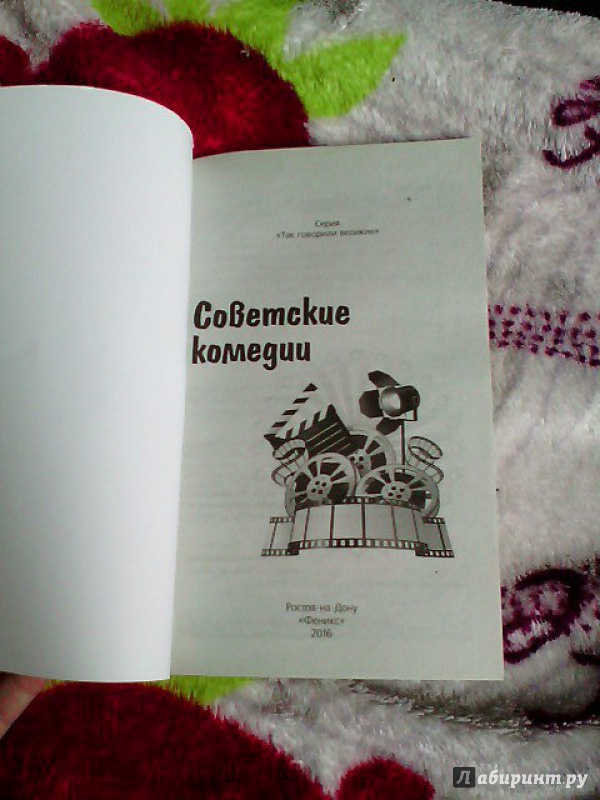 Серия
«Так говорили великие»
Советские
комедии
Ростов-на-Дону
«Феникс»
2016
Лабиринт.ру